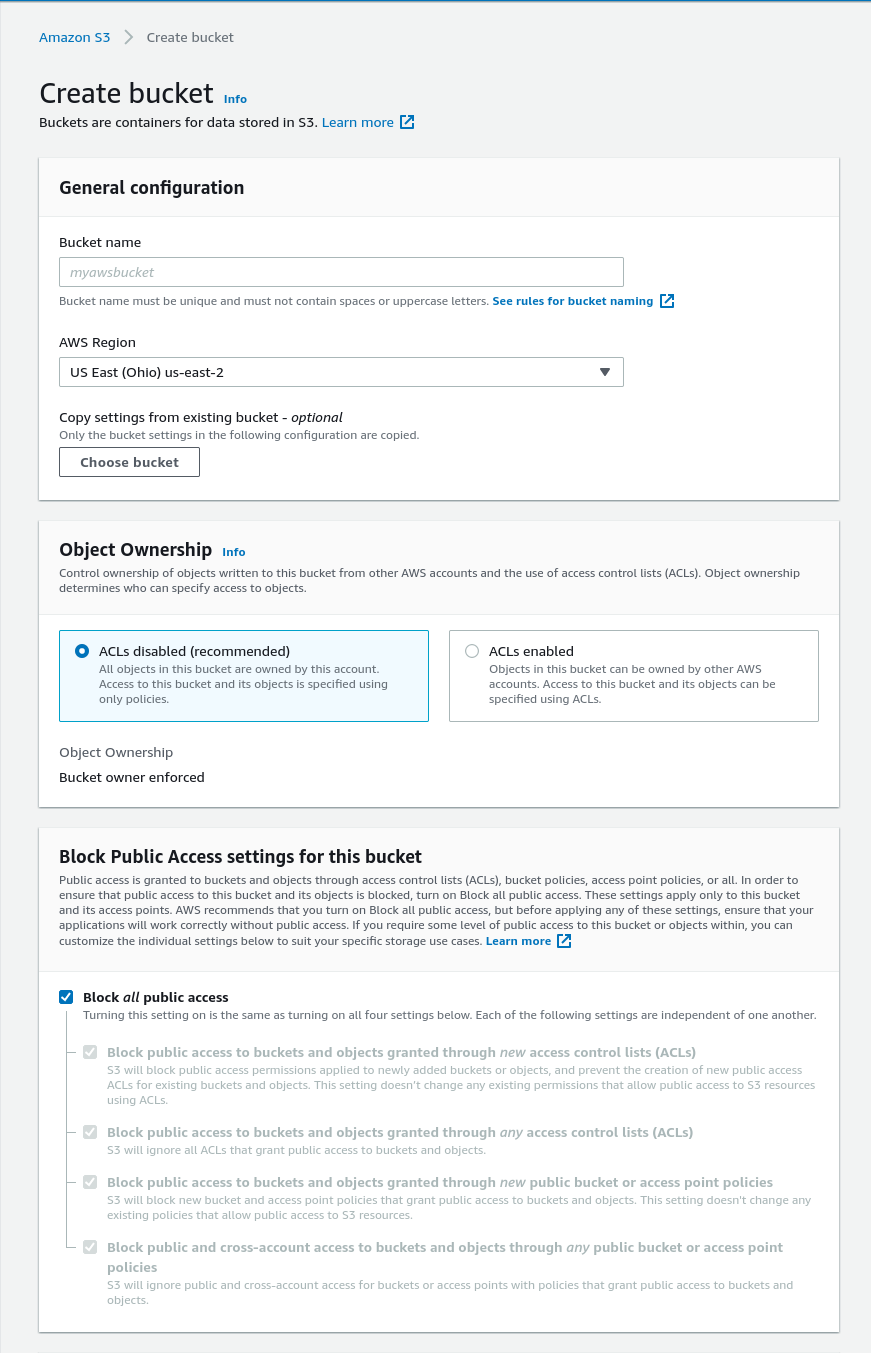 Amazon S3 Create bucket
Create bucket Info
Buckets are containers for data stored in S3. Learn more
General configuration
Bucket name
myawsbucket
Bucket name must be unique and must not contain spaces or uppercase letters. See rules for bucket naming
AWS Region
US East (Ohio) us-east-2
Copy settings from existing bucket - optional
Only the bucket settings in the following configuration are copied.
Choose bucket
Object Ownership Info
Control ownership of objects written to this bucket from other AWS accounts and the use of access control lists (ACLs). Object ownership
determines who can specify access to objects.
ACLs disabled (recommended)
All objects in this bucket are owned by this account.
Access to this bucket and its objects is specified using
only policies.
ACLs enabled
Objects in this bucket can be owned by other AWS
accounts. Access to this bucket and its objects can be
specified using ACLs.
Object Ownership
Bucket owner enforced
Block Public Access settings for this bucket
Public access is granted to buckets and objects through access control lists (ACLs), bucket policies, access point policies, or all. In order to
ensure that public access to this bucket and its objects is blocked, turn on Block all public access. These settings apply only to this bucket
and its access points. AWS recommends that you turn on Block all public access, but before applying any of these settings, ensure that your
applications will work correctly without public access. If you require some level of public access to this bucket or objects within, you can
customize the individual settings below to suit your specific storage use cases. Learn more
Block all public access
Turning this setting on is the same as turning on all four settings below. Each of the following settings are independent of one another.
Block public access to buckets and objects granted through new access control lists (ACLs)
S3 will block public access permissions applied to newly added buckets or objects, and prevent the creation of new public access
ACLs for existing buckets and objects. This setting doesn't change any existing permissions that allow public access to S3 resources
using ACLs.
Block public access to buckets and objects granted through any access control lists (ACLs)
S3 will ignore all ACLs that grant public access to buckets and objects.
Block public access to buckets and objects granted through new public bucket or access point policies
S3 will block new bucket and access point policies that grant public access to buckets and objects. This setting doesn't change any
existing policies that allow public access to S3 resources.
Block public and cross-account access to buckets and objects through any public bucket or access point
policies
S3 will ignore public and cross-account access for buckets or access points with policies that grant public access to buckets and
objects.